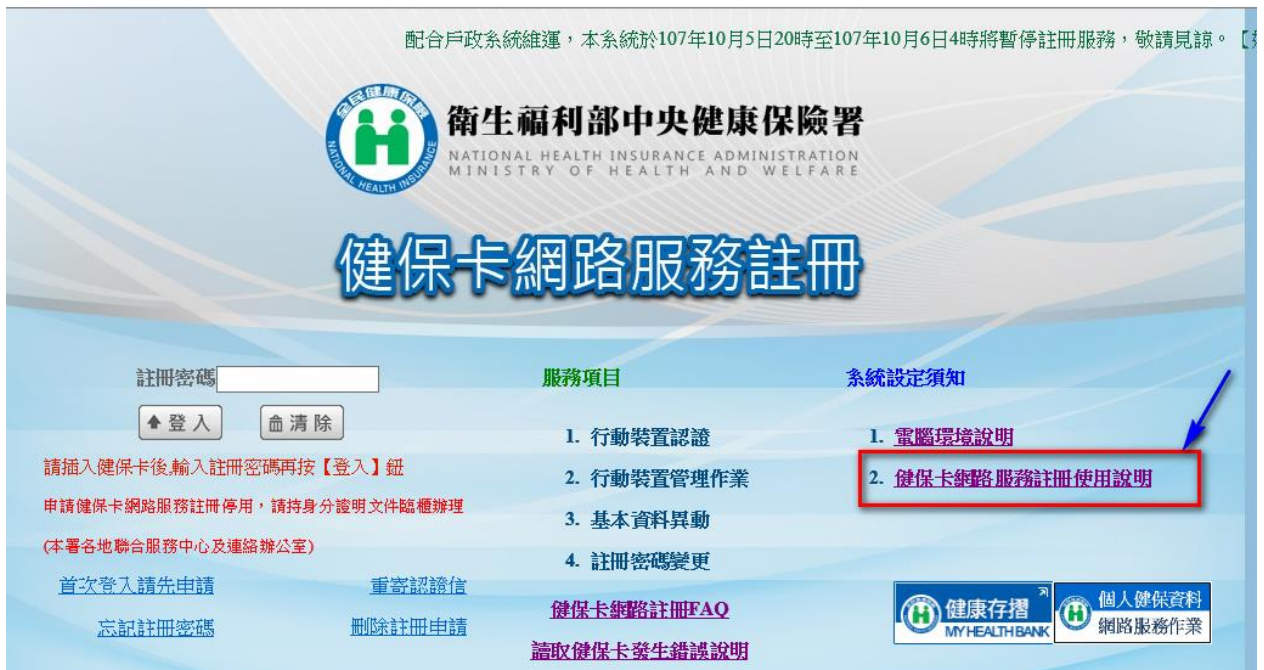 配合戶政系統維運，本系統於107年10月5日20時至107年10月6日4時將暫停註冊服務，敬請見諒。【
全民健康保險
NATIONAL HEALTH INSURANCE
衛生福利部中央健康保險署
NATIONAL HEALTH INSURANCE ADMINISTRATION
MINISTRY OF HEALTH AND WELFARE
健保卡網路服務註冊
註冊密碼
登入 清除
請插入健保卡後,輸入註冊密碼再按【登入】鈕
申請健保卡網路服務註冊停用，請持身分證明文件臨櫃辦理
(本署各地聯合服務中心及連絡辦公室)
首次登入請先申請 重寄認證信
忘記註冊密碼 刪除註冊申請
服務項目
1. 行動裝置認證
2. 行動裝置管理作業
3. 基本資料異動
4. 註冊密碼變更
健保卡網路註冊FAQ
讀取健保卡發生錯誤說明
系統設定須知
1. 電腦環境說明
2. 健保卡網路服務註冊使用說明
健康存摺
MY HEALTH BANK
個人健保資料
網路服務作業